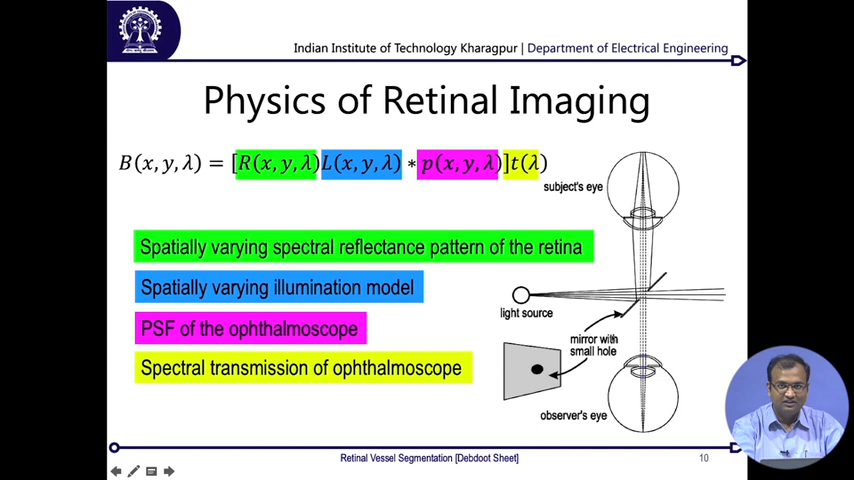 Indian Institute of Technology Kharagpur | Department of Electrical Engineering
Physics of Retinal Imaging
B(x, y, λ) = [R(x, y, λ)L(x, y, λ) * p(x, y, λ)]t(λ)
subject's eye
Spatially varying spectral reflectance pattern of the retina
Spatially varying illumination model
light source
PSF of the ophthalmoscope
mirror with
small hole
Spectral transmission of ophthalmoscope
observer's eye
Retinal Vessel Segmentation [Debdoot Sheet]
10